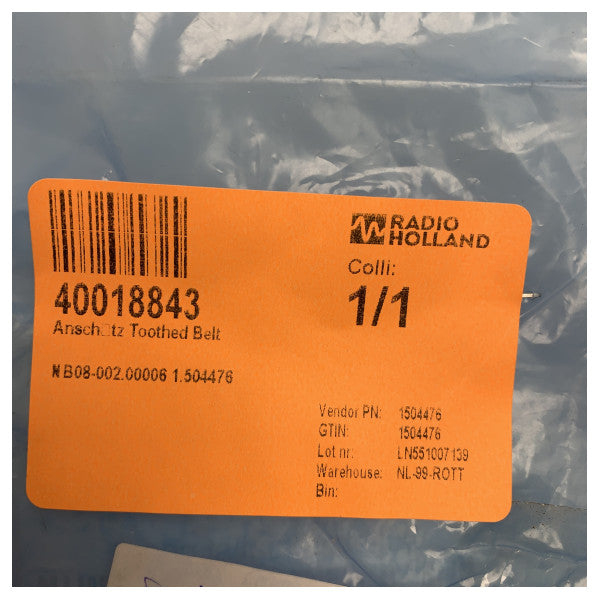 RADIO
HOLLAND
Colli:
1/1
40018843
Ansch□tz Toothed Belt
NB08-002.00006 1.504476
Vendor PN: 1504476
GTIN: 1504476
Lot nr: LN551007139
Warehouse: NL-99-ROTT
Bin: